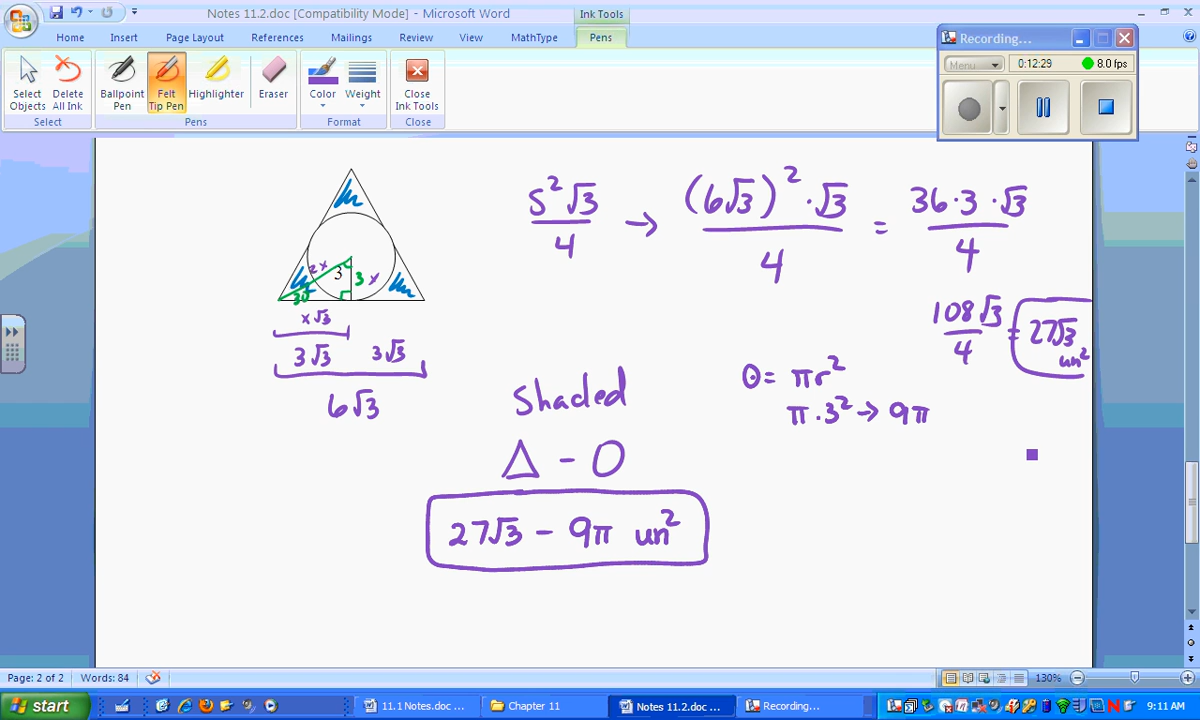 Notes 11.2.doc [Compatibility Mode] - Microsoft Word
Ink Tools
Home Insert Page Layout References Mailings Review View MathType Pens
Select Objects
Delete All Ink
Select
Ballpoint Pen
Felt Tip Pen
Highlighter
Eraser
Pens
Color
Weight
Format
Close Ink Tools
Close
Recording...
Menu
0:12:29
8.0 fps
S²√3/4 → (6√3)²·√3/4 = 36·3·√3/4
2x
3
3 x
30
x√3
3√3 3√3
6√3
108√3/4 = 27√3 un²
Shaded
Θ = πr²
π·3² → 9π
Δ - O
27√3 - 9π un²
Page: 2 of 2
Words: 84
130%
start
11.1 Notes.doc ...
Chapter 11
Notes 11.2.doc ...
Recording...
9:11 AM